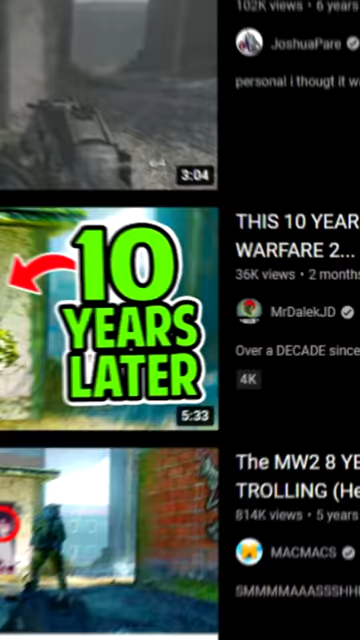 102K views • 6 years
JoshuaPare
personal i thougt it w
3:04
10
YEARS
LATER
5:33
THIS 10 YEAR
WARFARE 2...
36K views • 2 months
MrDalekJD
Over a DECADE since
4K
The MW2 8 YE
TROLLING (He
814K views • 5 years
MACMACS
SMMMMAAASSSHH